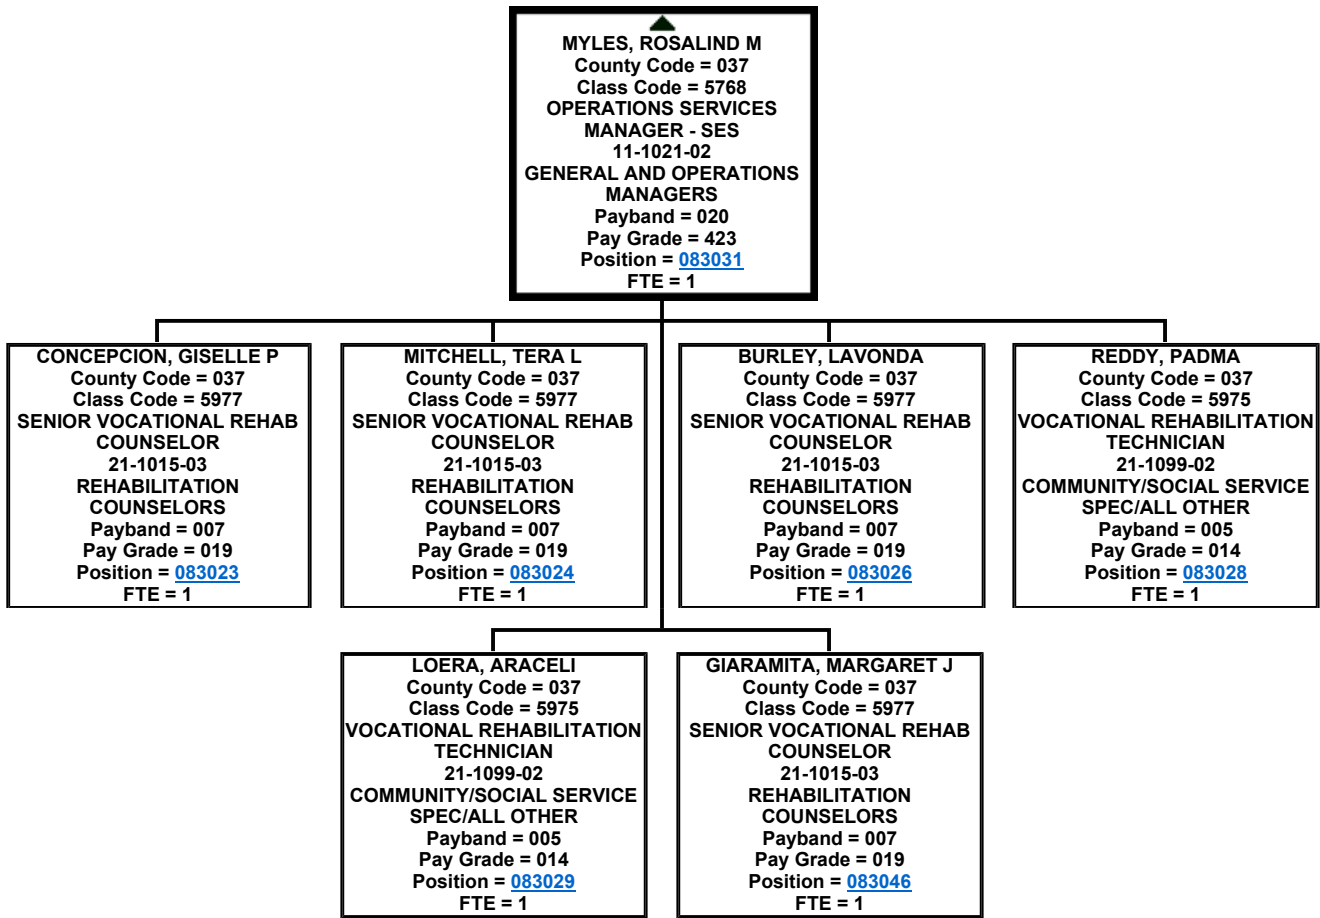 MYLES, ROSALIND M
County Code = 037
Class Code = 5768
OPERATIONS SERVICES
MANAGER - SES
11-1021-02
GENERAL AND OPERATIONS
MANAGERS
Payband = 020
Pay Grade = 423
Position = 083031
FTE = 1
CONCEPCION, GISELLE P
County Code = 037
Class Code = 5977
SENIOR VOCATIONAL REHAB
COUNSELOR
21-1015-03
REHABILITATION
COUNSELORS
Payband = 007
Pay Grade = 019
Position = 083023
FTE = 1
MITCHELL, TERA L
County Code = 037
Class Code = 5977
SENIOR VOCATIONAL REHAB
COUNSELOR
21-1015-03
REHABILITATION
COUNSELORS
Payband = 007
Pay Grade = 019
Position = 083024
FTE = 1
BURLEY, LAVONDA
County Code = 037
Class Code = 5977
SENIOR VOCATIONAL REHAB
COUNSELOR
21-1015-03
REHABILITATION
COUNSELORS
Payband = 007
Pay Grade = 019
Position = 083026
FTE = 1
REDDY, PADMA
County Code = 037
Class Code = 5975
VOCATIONAL REHABILITATION
TECHNICIAN
21-1099-02
COMMUNITY/SOCIAL SERVICE
SPEC/ALL OTHER
Payband = 005
Pay Grade = 014
Position = 083028
FTE = 1
LOERA, ARACELI
County Code = 037
Class Code = 5975
VOCATIONAL REHABILITATION
TECHNICIAN
21-1099-02
COMMUNITY/SOCIAL SERVICE
SPEC/ALL OTHER
Payband = 005
Pay Grade = 014
Position = 083029
FTE = 1
GIARAMITA, MARGARET J
County Code = 037
Class Code = 5977
SENIOR VOCATIONAL REHAB
COUNSELOR
21-1015-03
REHABILITATION
COUNSELORS
Payband = 007
Pay Grade = 019
Position = 083046
FTE = 1